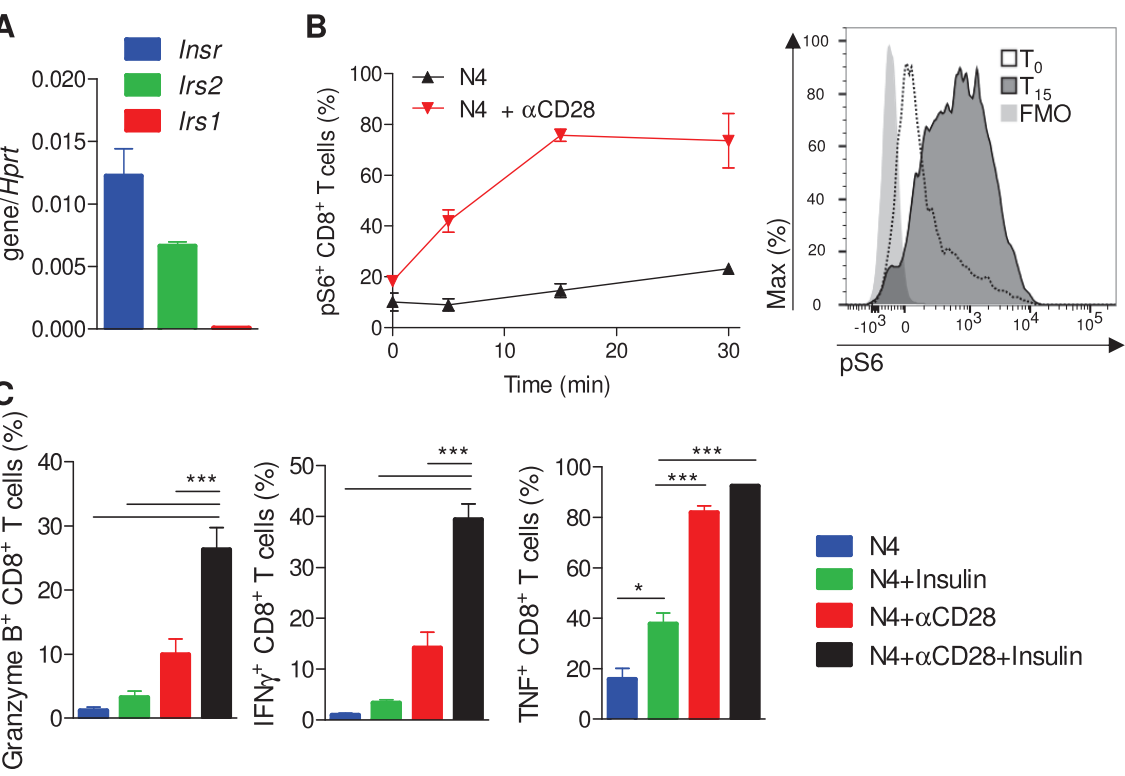 A
Insr
Irs2
Irs1
gene/Hprt
0.020
0.015
0.010
0.005
0.000
B
N4
N4 + αCD28
pS6+ CD8+ T cells (%)
100
80
60
40
20
0
0 10 20 30
Time (min)
Max (%)
100
80
60
40
20
0
T0
T15
FMO
-10³ 0 10³ 10⁴ 10⁵
pS6
C
Granzyme B+ CD8+ T cells (%)
40
30
20
10
0
***
IFNγ+ CD8+ T cells (%)
50
40
30
20
10
0
***
TNF+ CD8+ T cells (%)
100
80
60
40
20
0
***
***
*
N4
N4+Insulin
N4+αCD28
N4+αCD28+Insulin